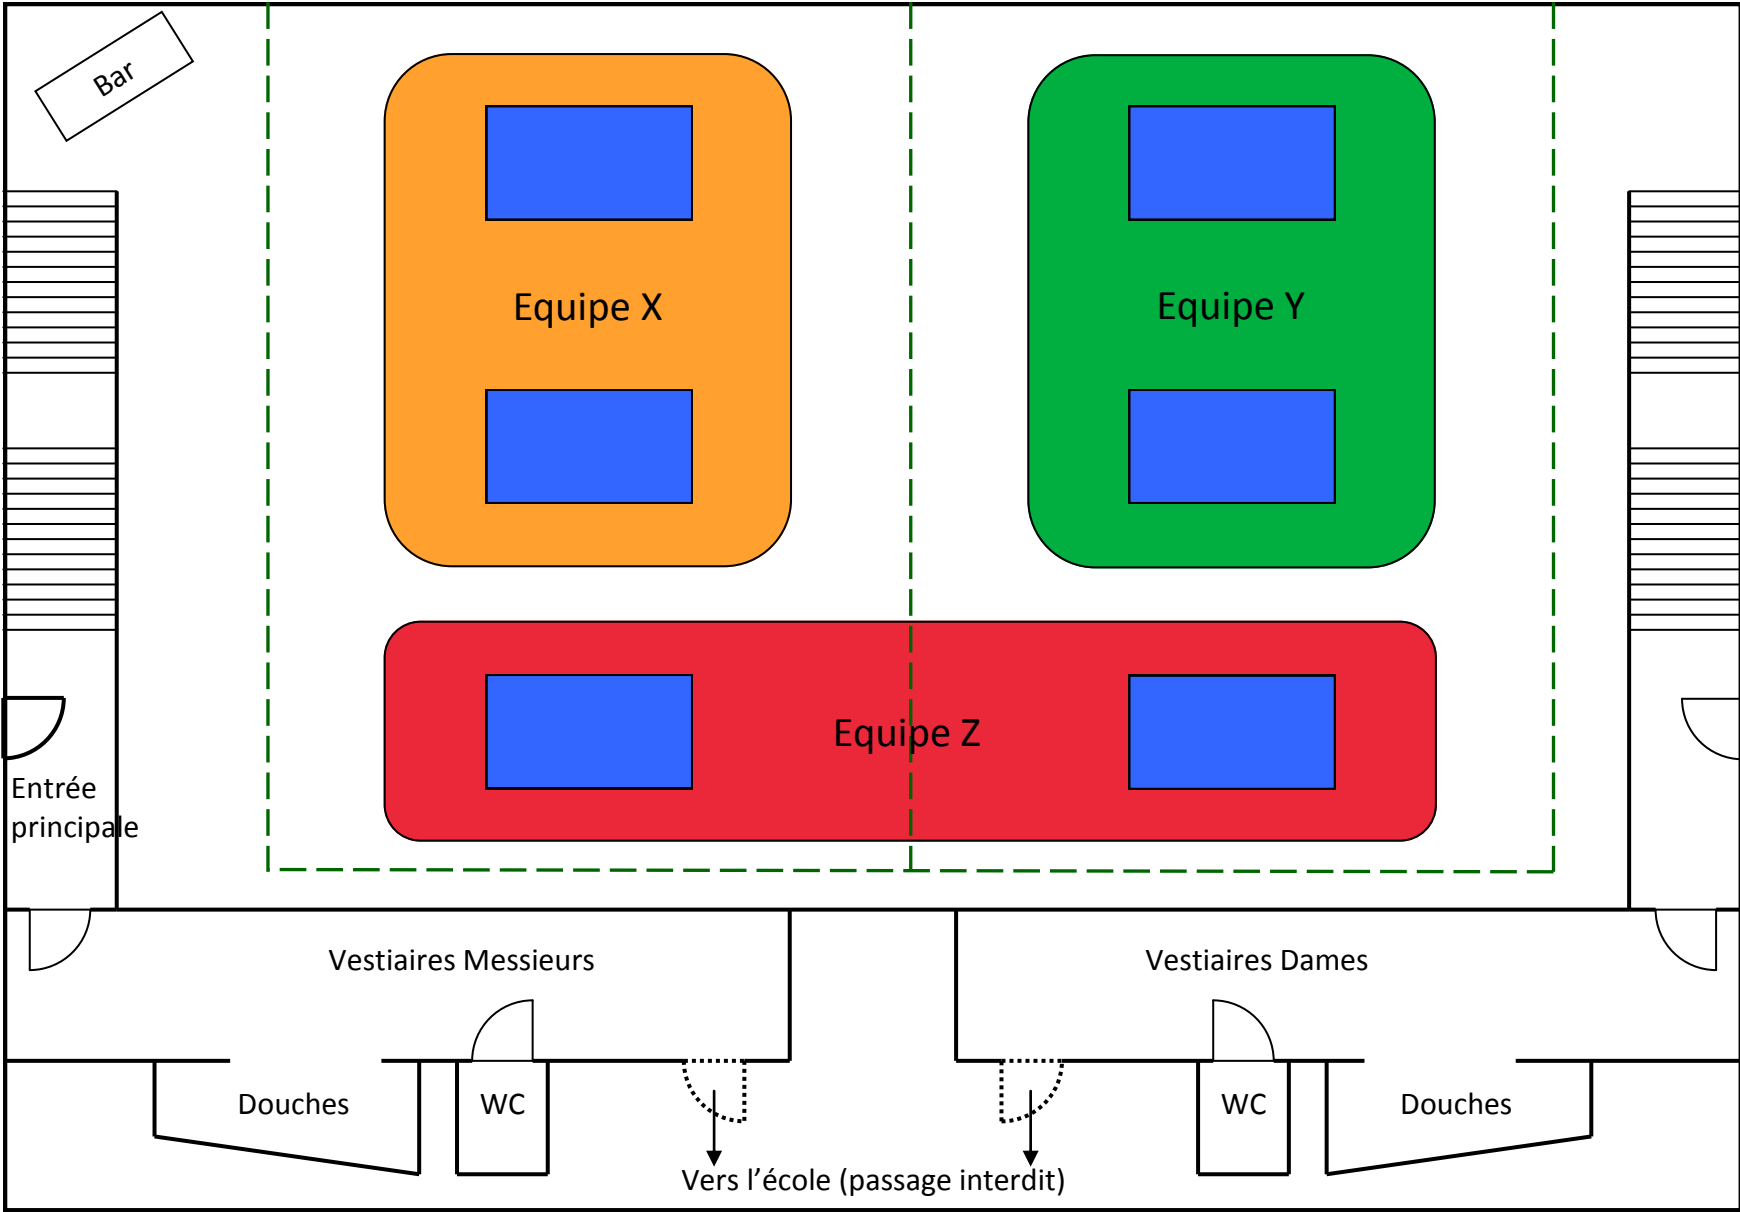 Bar
Equipe X
Equipe Y
Equipe Z
Entrée
principale
Vestiaires Messieurs
Vestiaires Dames
Douches
WC
WC
Douches
Vers l’école (passage interdit)